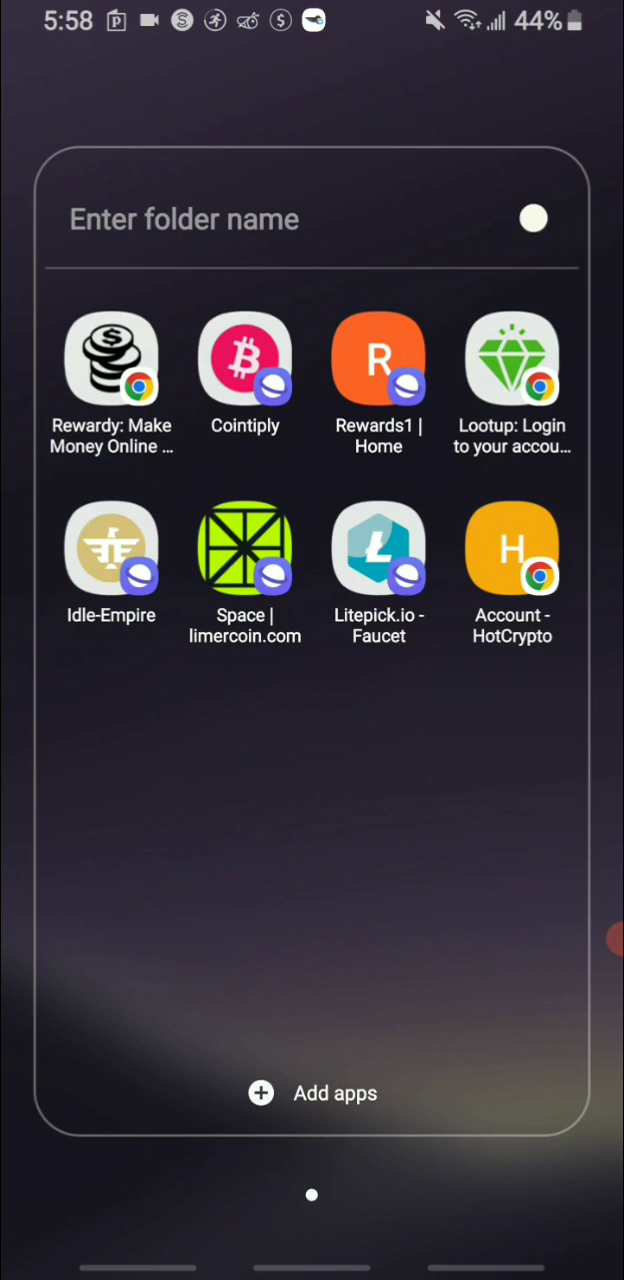 5:58
44%
Enter folder name
Rewardy: Make
Money Online ...
Cointiply
Rewards1 |
Home
Lootup: Login
to your accou...
R
Idle-Empire
Space |
limercoin.com
Litepick.io -
Faucet
Account -
HotCrypto
H
Add apps